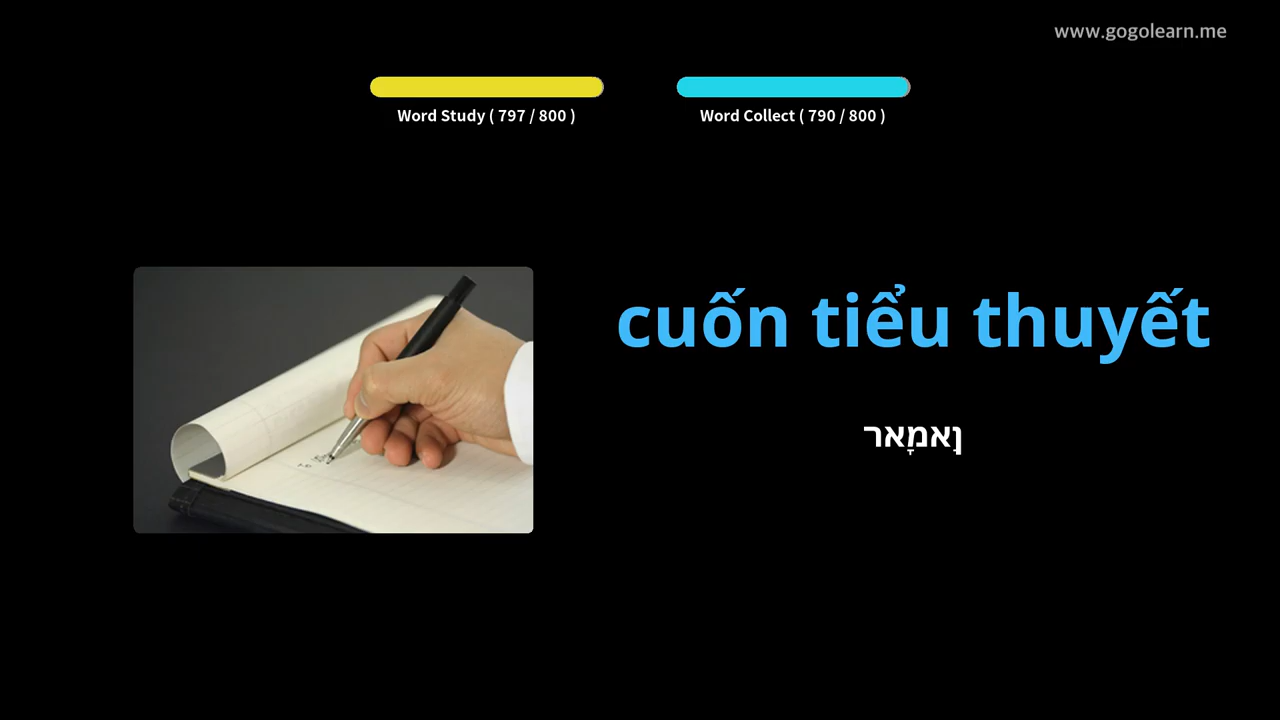 www.gogolearn.me
Word Study ( 797 / 800 )
Word Collect ( 790 / 800 )
cuốn tiểu thuyết
ןַאמָאר